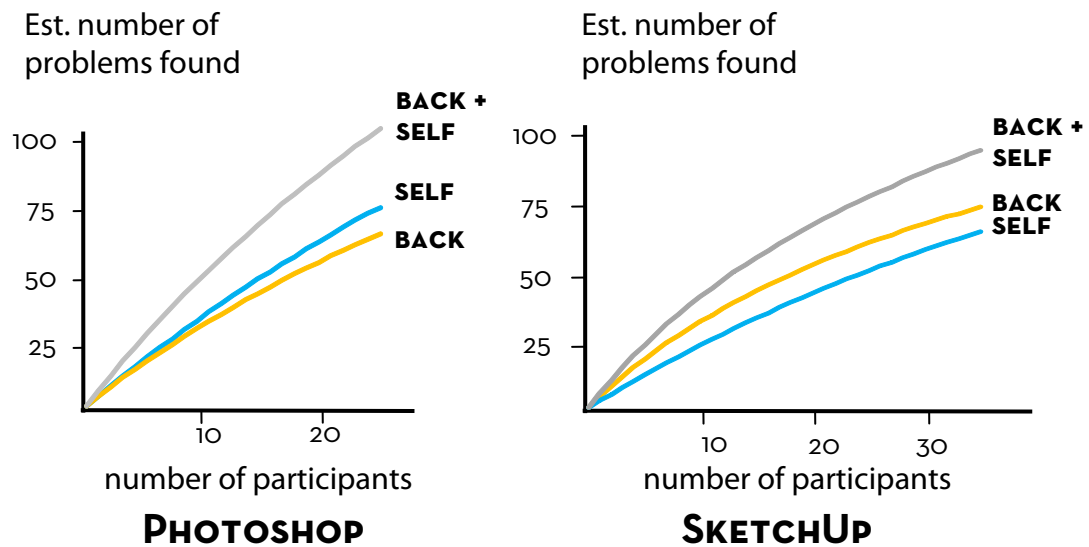 Est. number of
problems found
BACK +
SELF
100
SELF
75
BACK
50
25
10
20
number of participants
PHOTOSHOP
Est. number of
problems found
BACK +
SELF
100
75
BACK
SELF
50
25
10
20
30
number of participants
SKETCHUP